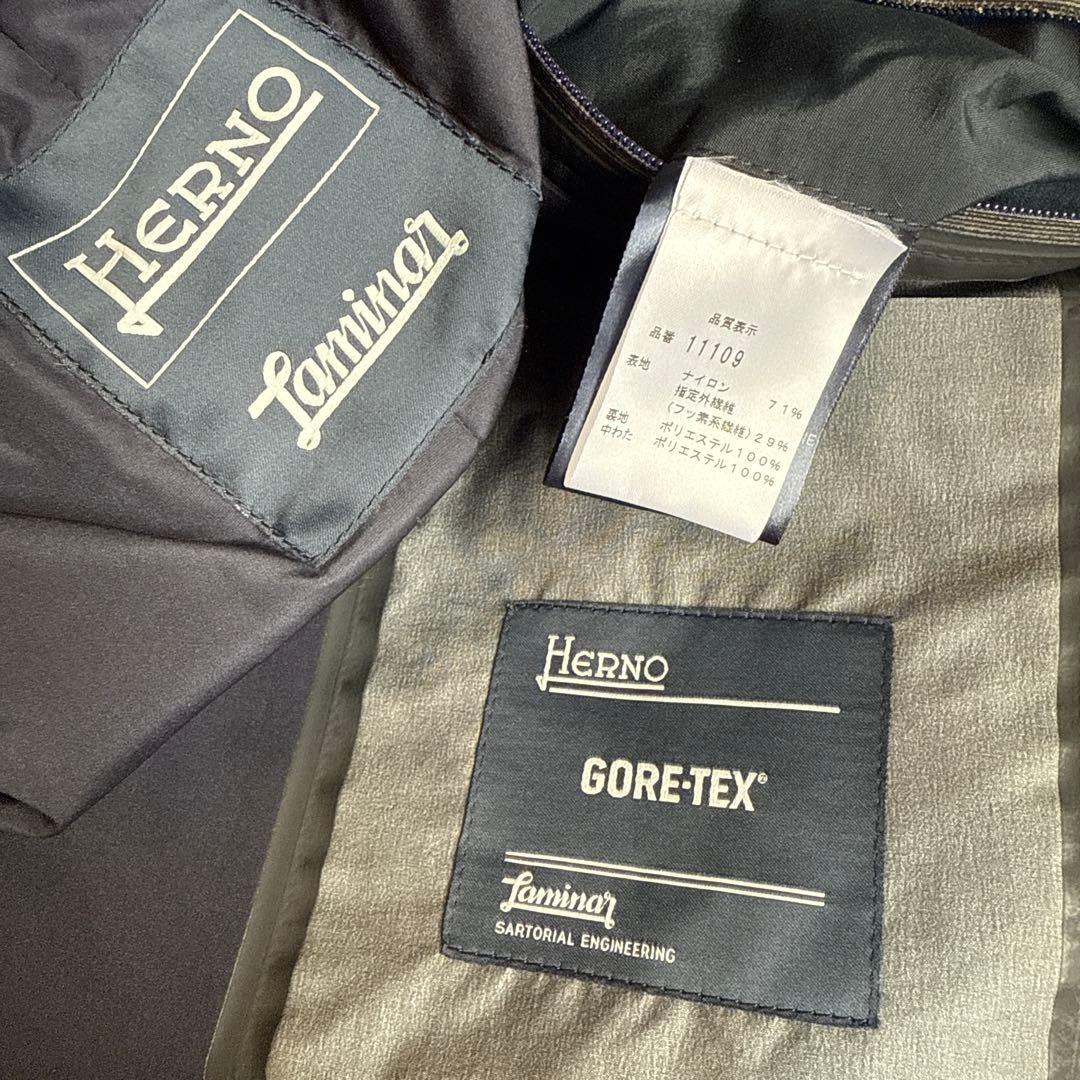 HERNO
Laminar
品質表示
品番 11109
表地 ナイロン 71%
指定外繊維
(フッ素系繊維)29%
裏地 ポリエステル100%
中わた ポリエステル100%
HERNO
GORE-TEX®
Laminar
SARTORIAL ENGINEERING